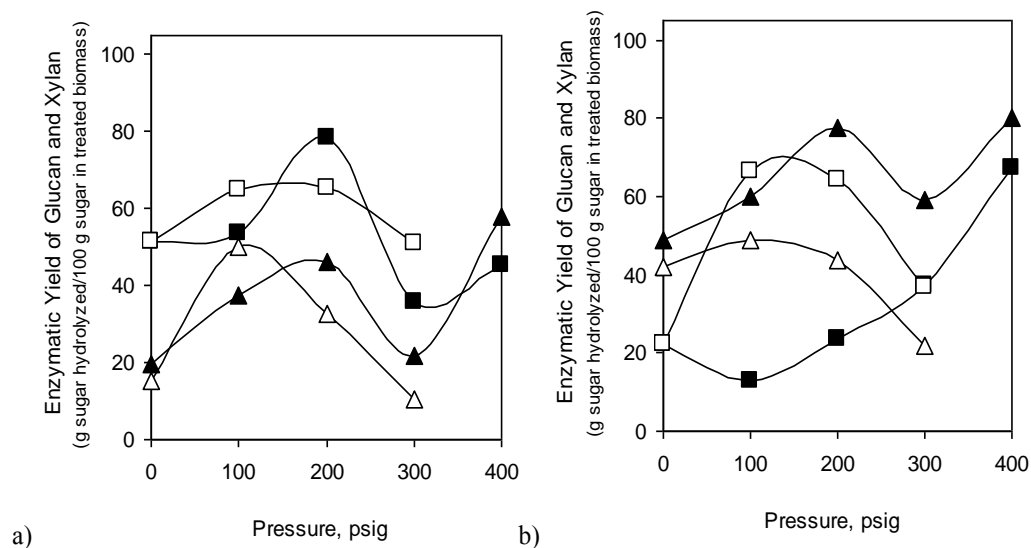 Enzymatic Yield of Glucan and Xylan
(g sugar hydrolyzed/100 g sugar in treated biomass)
100
80
60
40
20
0
0 100 200 300 400
Pressure, psig
a)
Enzymatic Yield of Glucan and Xylan
(g sugar hydrolyzed/100 g sugar in treated biomass)
100
80
60
40
20
0
0 100 200 300 400
Pressure, psig
b)